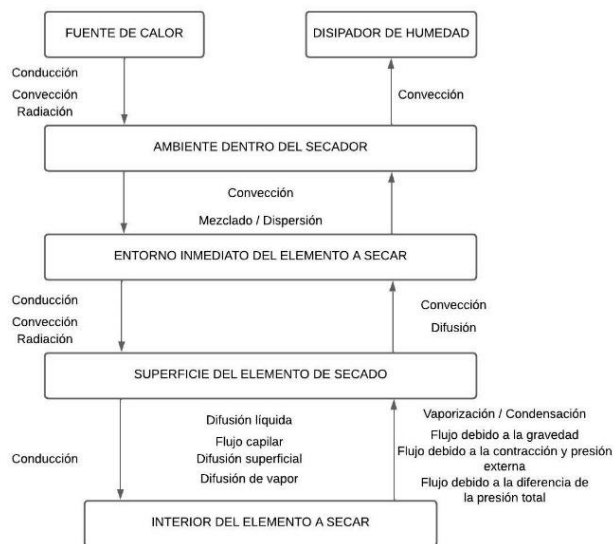 FUENTE DE CALOR
DISIPADOR DE HUMEDAD
Conducción
Convección
Radiación
Convección
AMBIENTE DENTRO DEL SECADOR
Convección
Mezclado / Dispersión
ENTORNO INMEDIATO DEL ELEMENTO A SECAR
Conducción
Convección
Radiación
Convección
Difusión
SUPERFICIE DEL ELEMENTO DE SECADO
Conducción
Difusión líquida
Flujo capilar
Difusión superficial
Difusión de vapor
Vaporización / Condensación
Flujo debido a la gravedad
Flujo debido a la contracción y presión
externa
Flujo debido a la diferencia de
la presión total
INTERIOR DEL ELEMENTO A SECAR